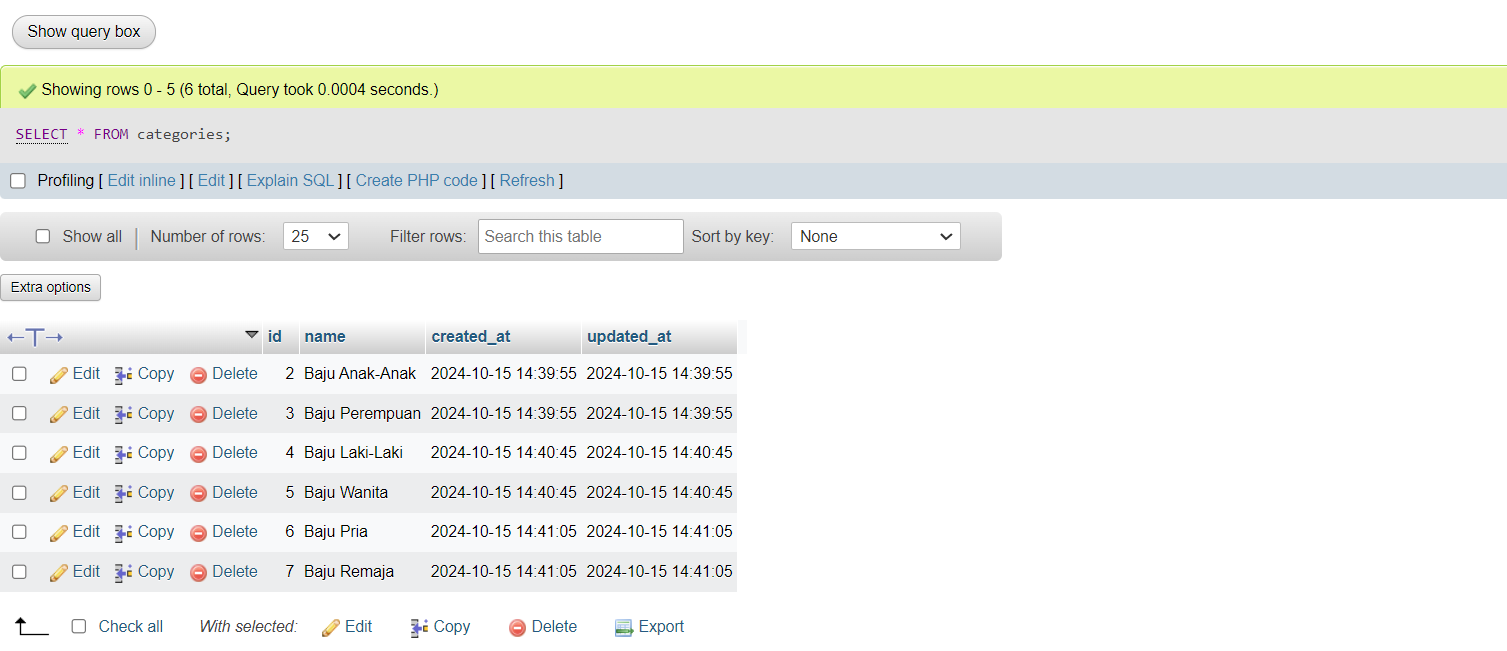 Show query box
Showing rows 0 - 5 (6 total, Query took 0.0004 seconds.)
SELECT * FROM categories;
Profiling [ Edit inline ] [ Edit ] [ Explain SQL ] [ Create PHP code ] [ Refresh ]
Show all | Number of rows: 25 Filter rows: Search this table Sort by key: None
Extra options
←T→ id name created_at updated_at
Edit Copy Delete 2 Baju Anak-Anak 2024-10-15 14:39:55 2024-10-15 14:39:55
Edit Copy Delete 3 Baju Perempuan 2024-10-15 14:39:55 2024-10-15 14:39:55
Edit Copy Delete 4 Baju Laki-Laki 2024-10-15 14:40:45 2024-10-15 14:40:45
Edit Copy Delete 5 Baju Wanita 2024-10-15 14:40:45 2024-10-15 14:40:45
Edit Copy Delete 6 Baju Pria 2024-10-15 14:41:05 2024-10-15 14:41:05
Edit Copy Delete 7 Baju Remaja 2024-10-15 14:41:05 2024-10-15 14:41:05
Check all With selected: Edit Copy Delete Export